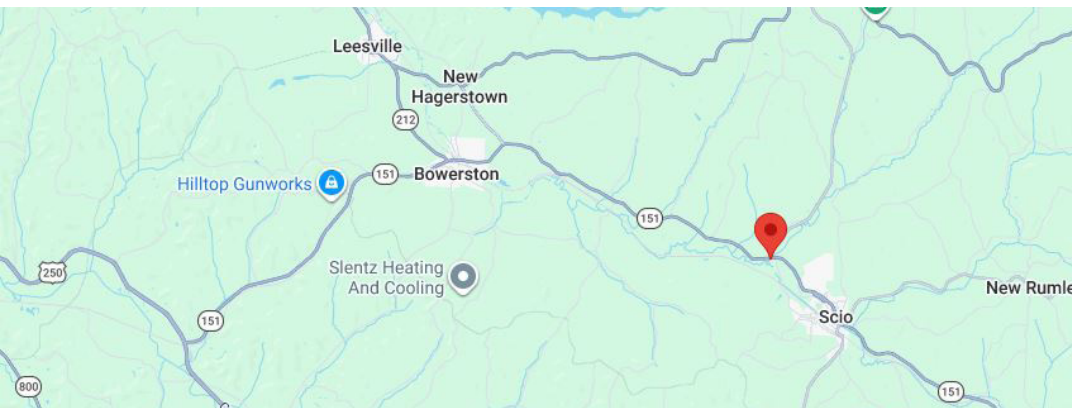 Leesville
New
Hagerstown
212
Bowerston
151
Hilltop Gunworks
151
250
Slentz Heating
And Cooling
New Rumle
151
Scio
800
151